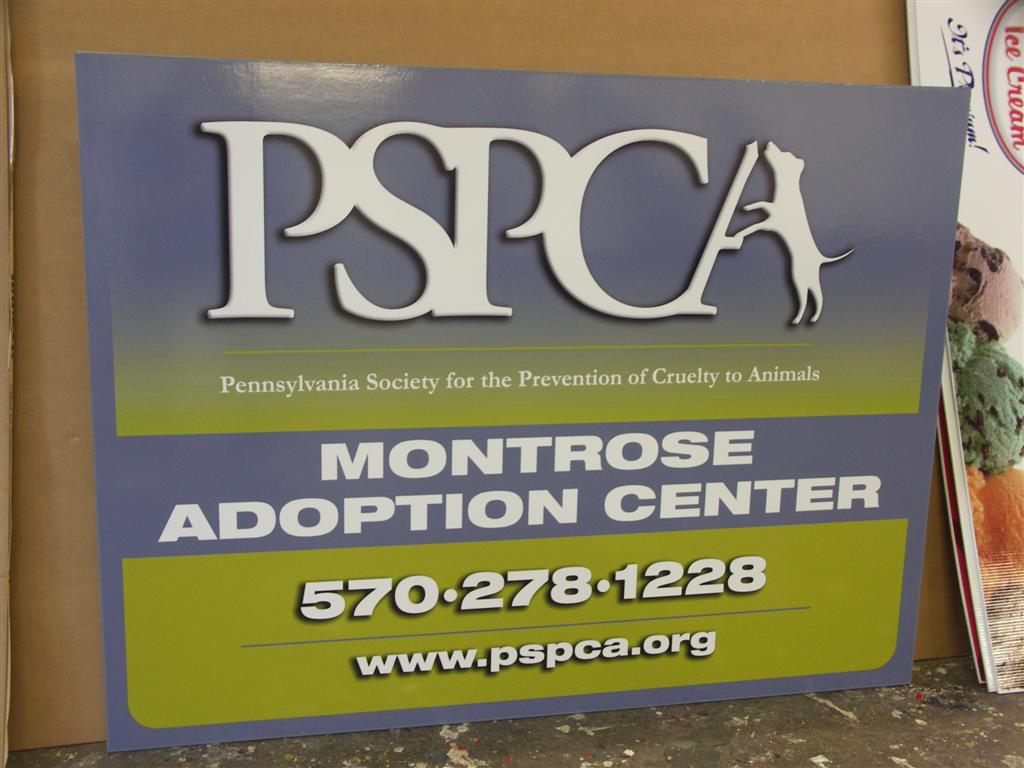 PSPCA
Pennsylvania Society for the Prevention of Cruelty to Animals
MONTROSE
ADOPTION CENTER
570·278·1228
www.pspca.org
Ice Cream
It's